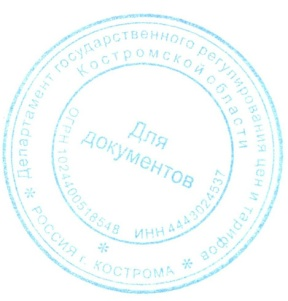 Департамент государственного регулирования цен и тарифов
Костромской области
* РОССИЯ г. КОСТРОМА *
ОГРН 1024400518548
ИНН 4443024537
*
Для
документов